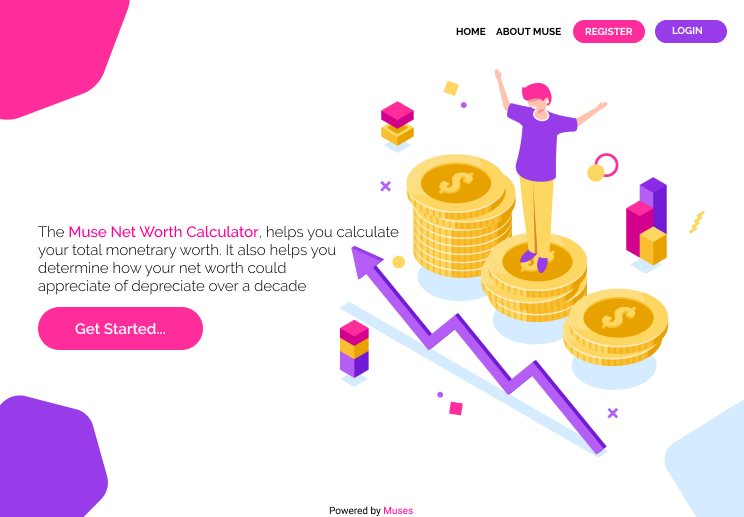 HOME ABOUT MUSE REGISTER LOGIN
The Muse Net Worth Calculator, helps you calculate
your total monetrary worth. It also helps you
determine how your net worth could
appreciate of depreciate over a decade
Get Started...
Powered by Muses